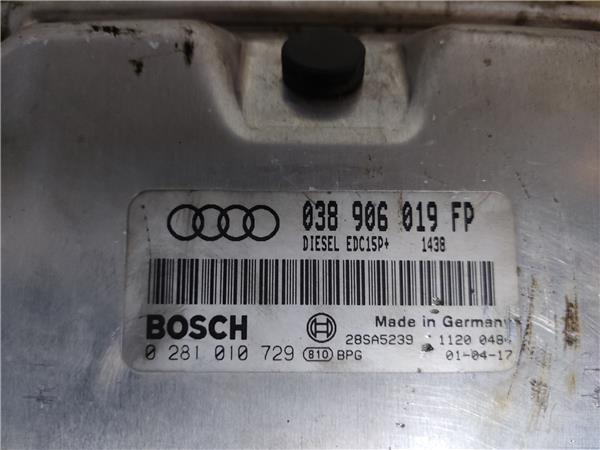 038 906 019 FP
DIESEL EDC15P+ 1438
BOSCH
Made in Germany
28SA5239 1120 048
0 281 010 729 810 BPG 01-04-17